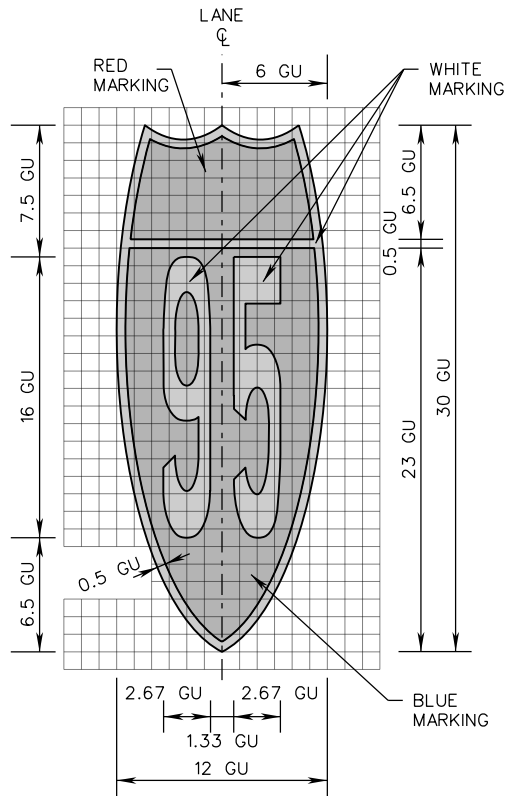 LANE
℄
6 GU
RED
MARKING
WHITE
MARKING
7.5 GU
6.5 GU
0.5 GU
95
16 GU
30 GU
23 GU
0.5 GU
6.5 GU
2.67 GU
2.67 GU
1.33 GU
12 GU
BLUE
MARKING